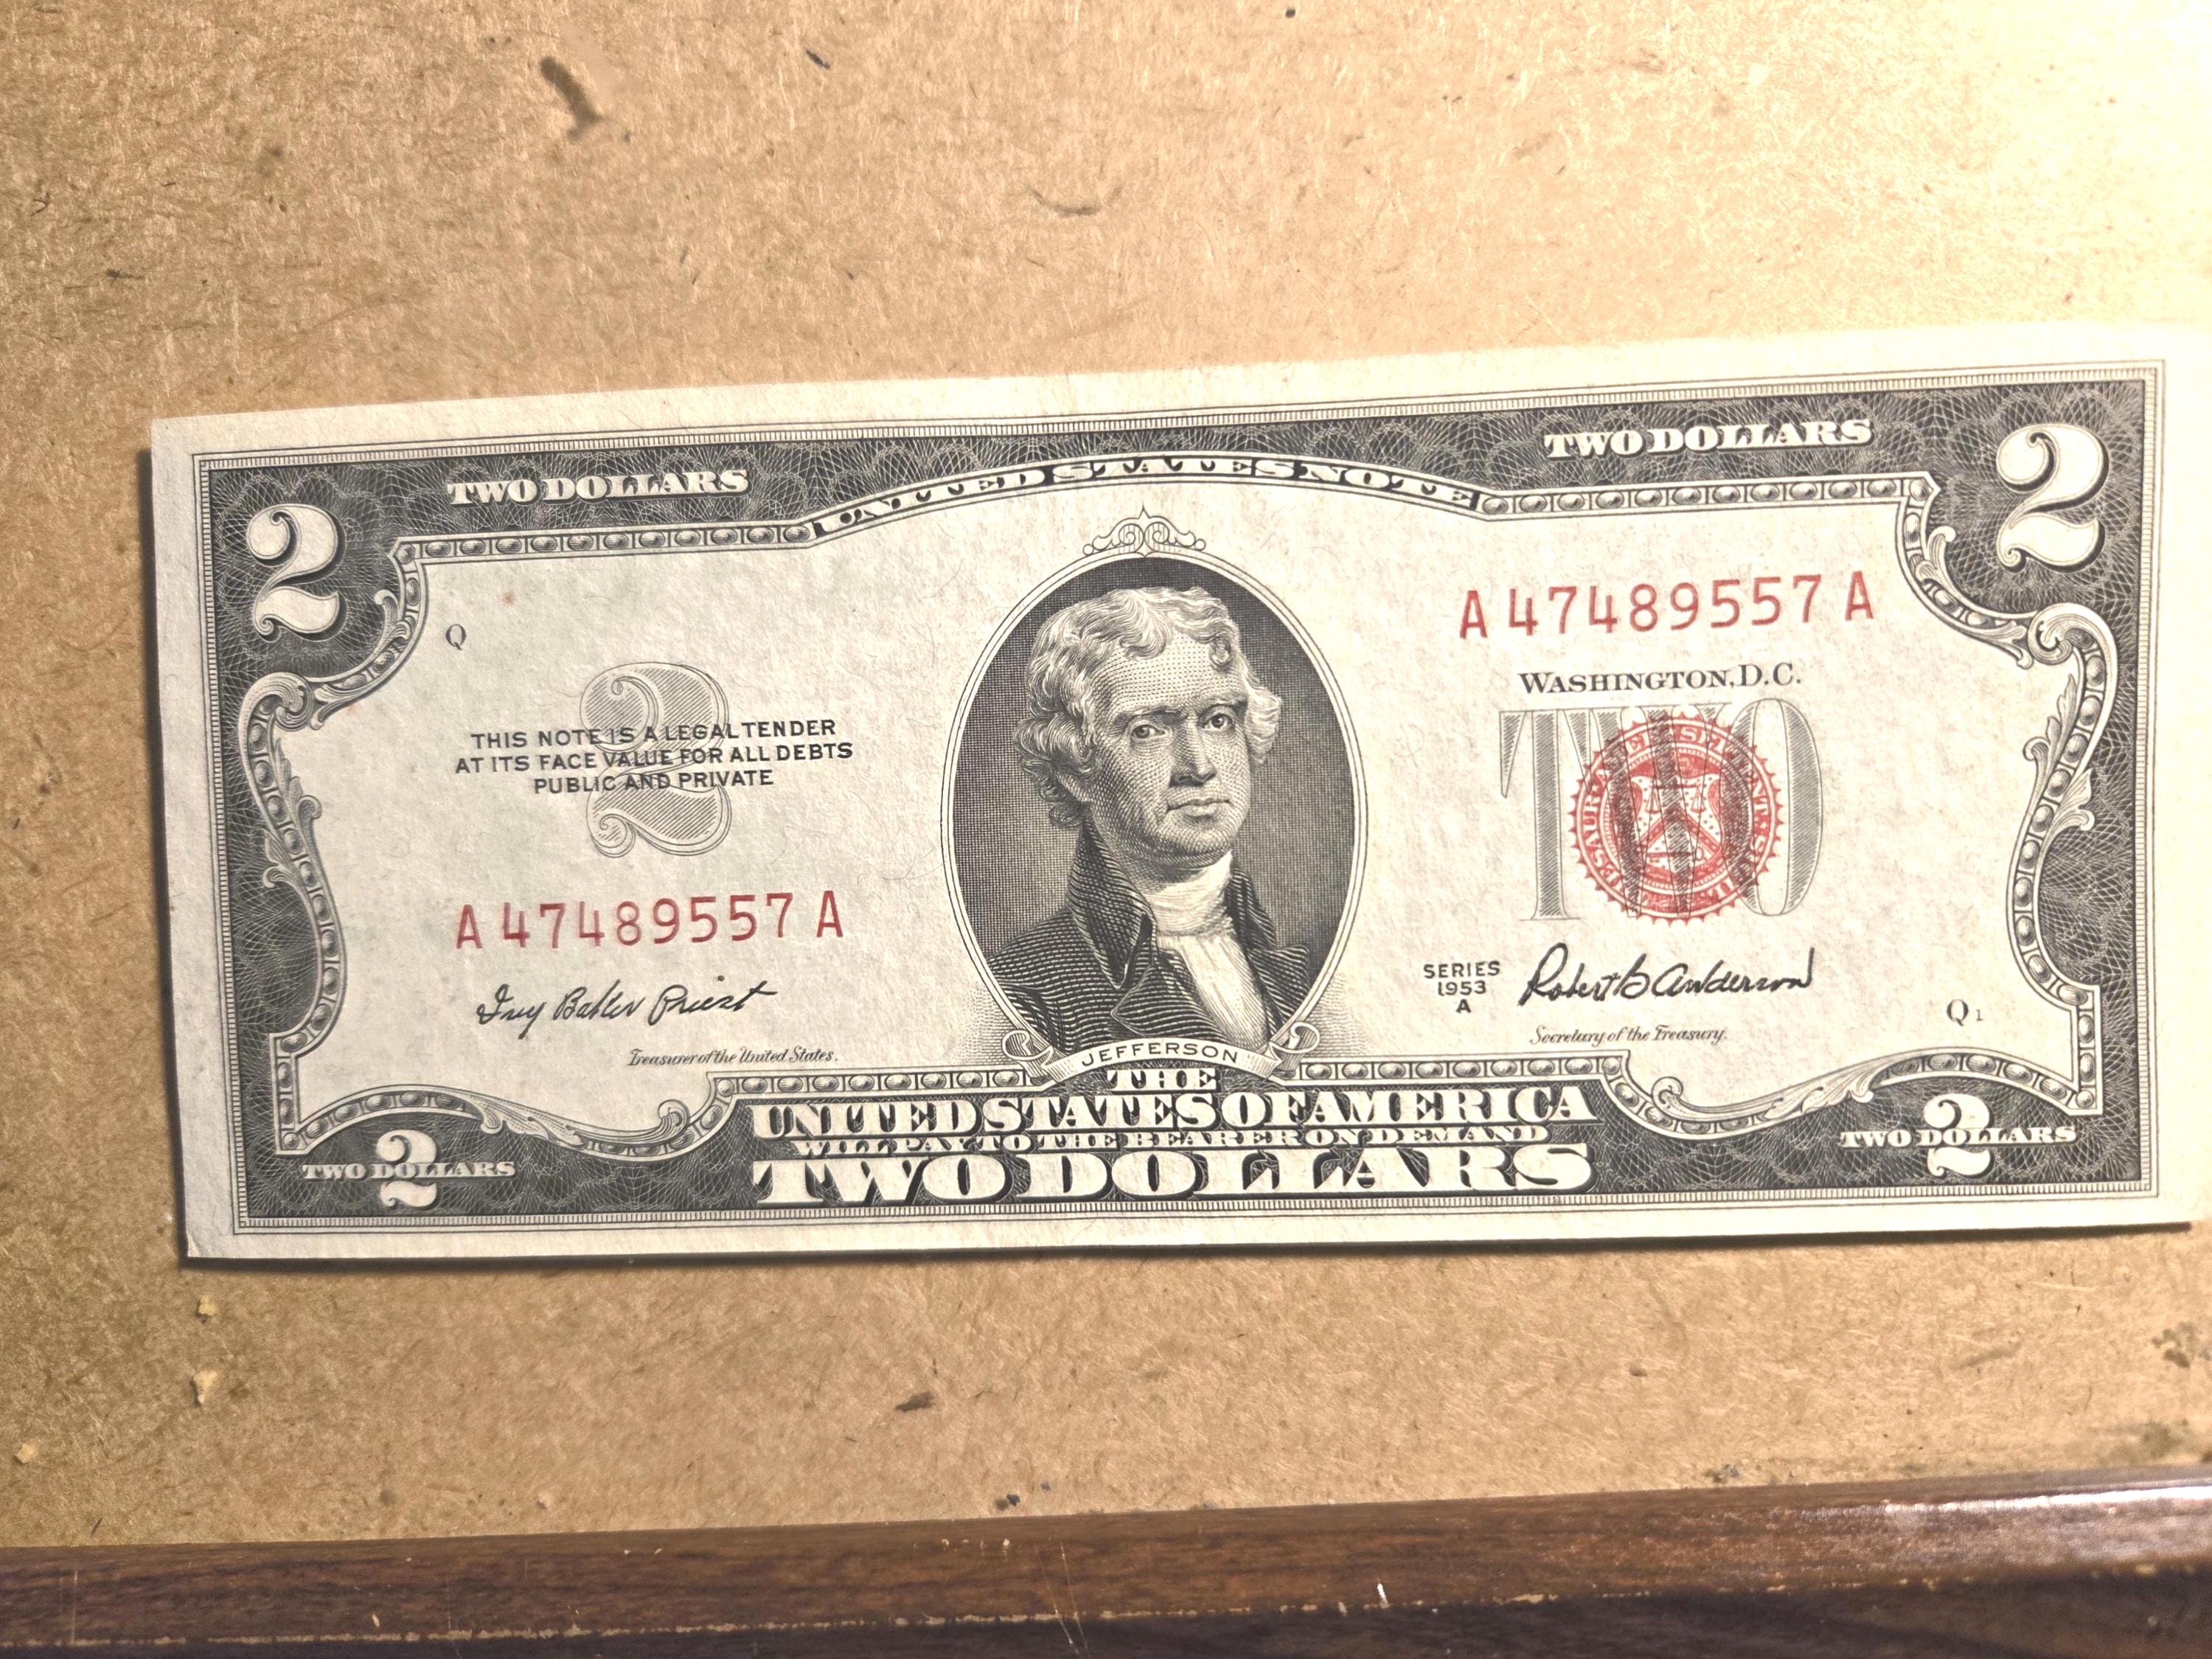 TWO DOLLARS
TWO DOLLARS
UNITED STATES NOTE
2
2
Q
A 47489557 A
WASHINGTON, D.C.
2
THIS NOTE IS A LEGAL TENDER
AT ITS FACE VALUE FOR ALL DEBTS
PUBLIC AND PRIVATE
TWO
A 47489557 A
SERIES
1953
A
Ivy Baker Priest
Robert B Anderson
Treasurer of the United States.
Secretary of the Treasury.
Q 1
JEFFERSON
THE
UNITED STATES OF AMERICA
WILL PAY TO THE BEARER ON DEMAND
TWO DOLLARS
2
TWO DOLLARS
2
TWO DOLLARS